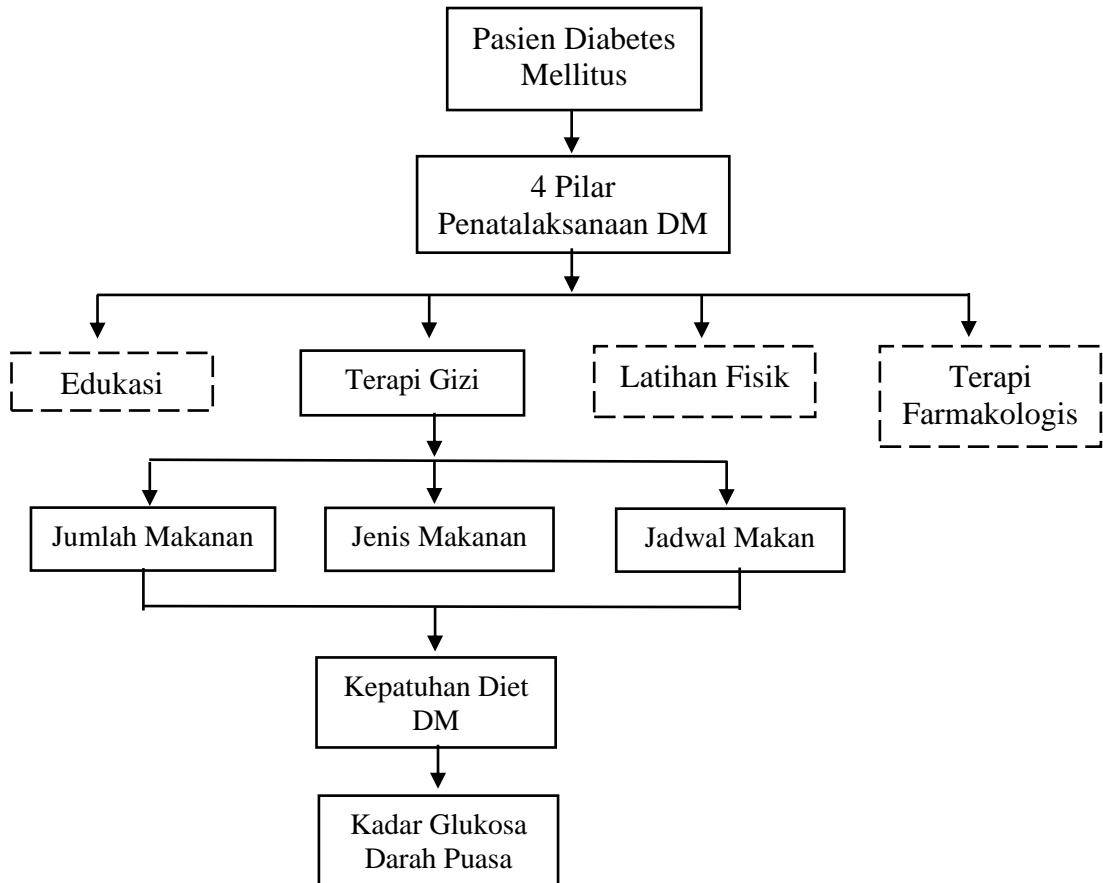 Pasien Diabetes
Mellitus
4 Pilar
Penatalaksanaan DM
Edukasi
Terapi Gizi
Latihan Fisik
Terapi
Farmakologis
Jumlah Makanan
Jenis Makanan
Jadwal Makan
Kepatuhan Diet
DM
Kadar Glukosa
Darah Puasa